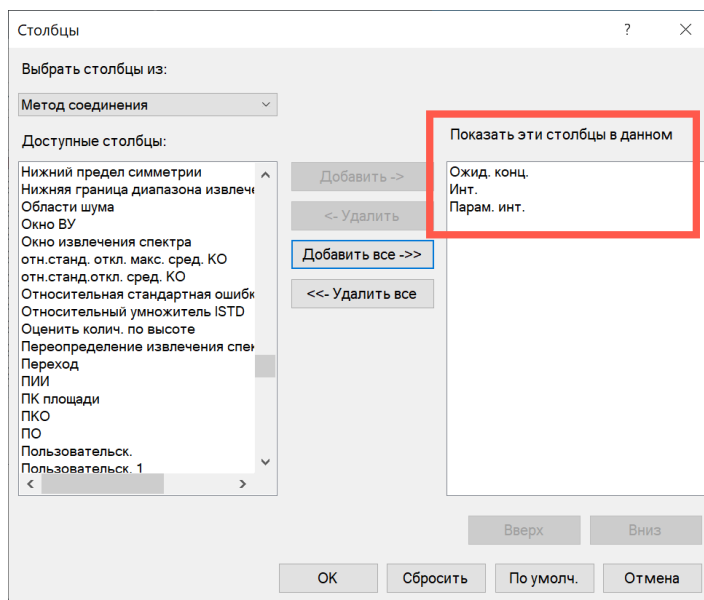 Столбцы
?
Выбрать столбцы из:
Метод соединения
Доступные столбцы:
Нижний предел симметрии
Нижняя граница диапазона извлече
Области шума
Окно ВУ
Окно извлечения спектра
отн.станд. откл. макс. сред. КО
отн.станд.откл. сред. КО
Относительная стандартная ошибк
Относительный умножитель ISTD
Оценить колич. по высоте
Переопределение извлечения спек
Переход
ПИИ
ПК площади
ПКО
ПО
Пользовательск.
Пользовательск. 1
Добавить ->
<- Удалить
Добавить все ->>
<<- Удалить все
Показать эти столбцы в данном
Ожид. конц.
Инт.
Парам. инт.
Вверх
Вниз
OK
Сбросить
По умолч.
Отмена